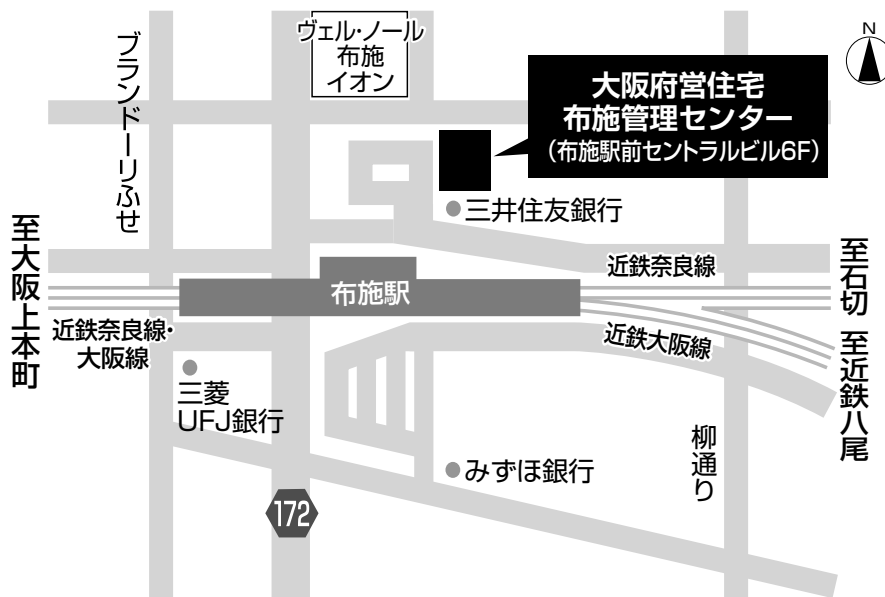 ヴェル・ノール
布施
イオン
N
大阪府営住宅
布施管理センター
（布施駅前セントラルビル6F）
ブランドーリふせ
三井住友銀行
至大阪上本町
近鉄奈良線
至石切
布施駅
近鉄奈良線・
大阪線
近鉄大阪線
至近鉄八尾
三菱
UFJ銀行
柳通り
みずほ銀行
172